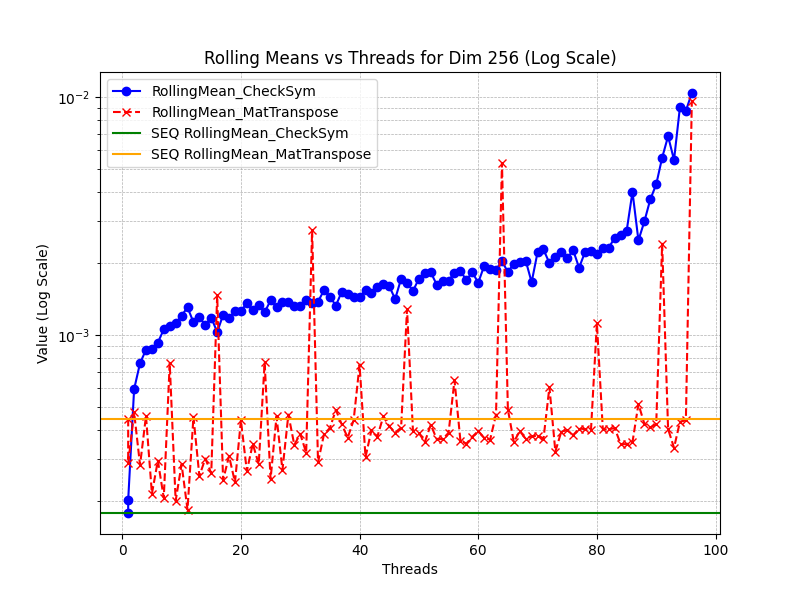 Rolling Means vs Threads for Dim 256 (Log Scale)
RollingMean_CheckSym
RollingMean_MatTranspose
SEQ RollingMean_CheckSym
SEQ RollingMean_MatTranspose
Value (Log Scale)
10⁻²
10⁻³
0 20 40 60 80 100
Threads